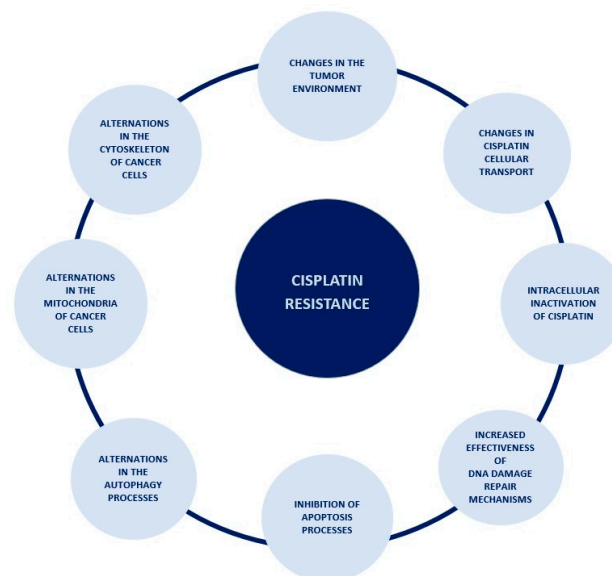 CHANGES IN THE
TUMOR
ENVIRONMENT
CHANGES IN
CISPLATIN
CELLULAR
TRANSPORT
INTRACELLULAR
INACTIVATION
OF CISPLATIN
INCREASED
EFFECTIVENESS
OF
DNA DAMAGE
REPAIR
MECHANISMS
INHIBITION OF
APOPTOSIS
PROCESSES
ALTERNATIONS
IN THE
AUTOPHAGY
PROCESSES
ALTERNATIONS
IN THE
MITOCHONDRIA
OF CANCER
CELLS
ALTERNATIONS
IN THE
CYTOSKELETON
OF CANCER
CELLS
CISPLATIN
RESISTANCE